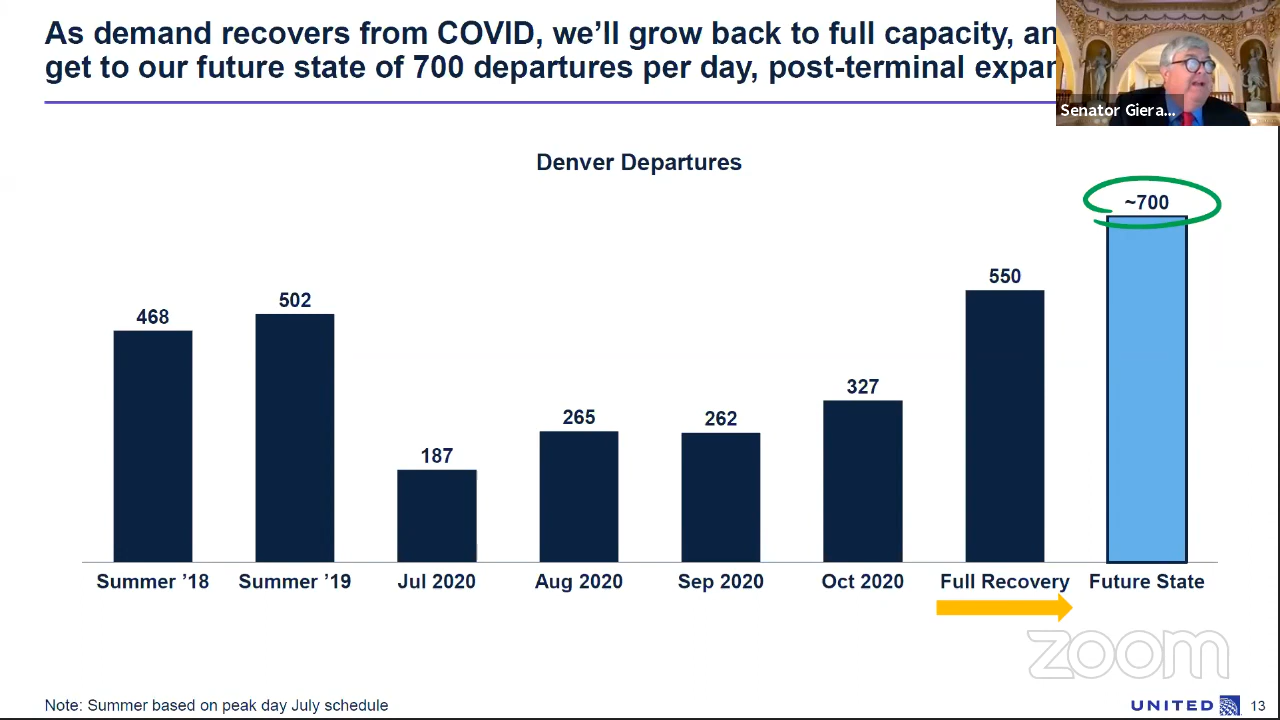 As demand recovers from COVID, we'll grow back to full capacity, an
get to our future state of 700 departures per day, post-terminal expan
Senator Giera...
Denver Departures
~700
550
502
468
327
265
262
187
Summer '18 Summer '19 Jul 2020 Aug 2020 Sep 2020 Oct 2020 Full Recovery Future State
zoom
Note: Summer based on peak day July schedule
UNITED 13